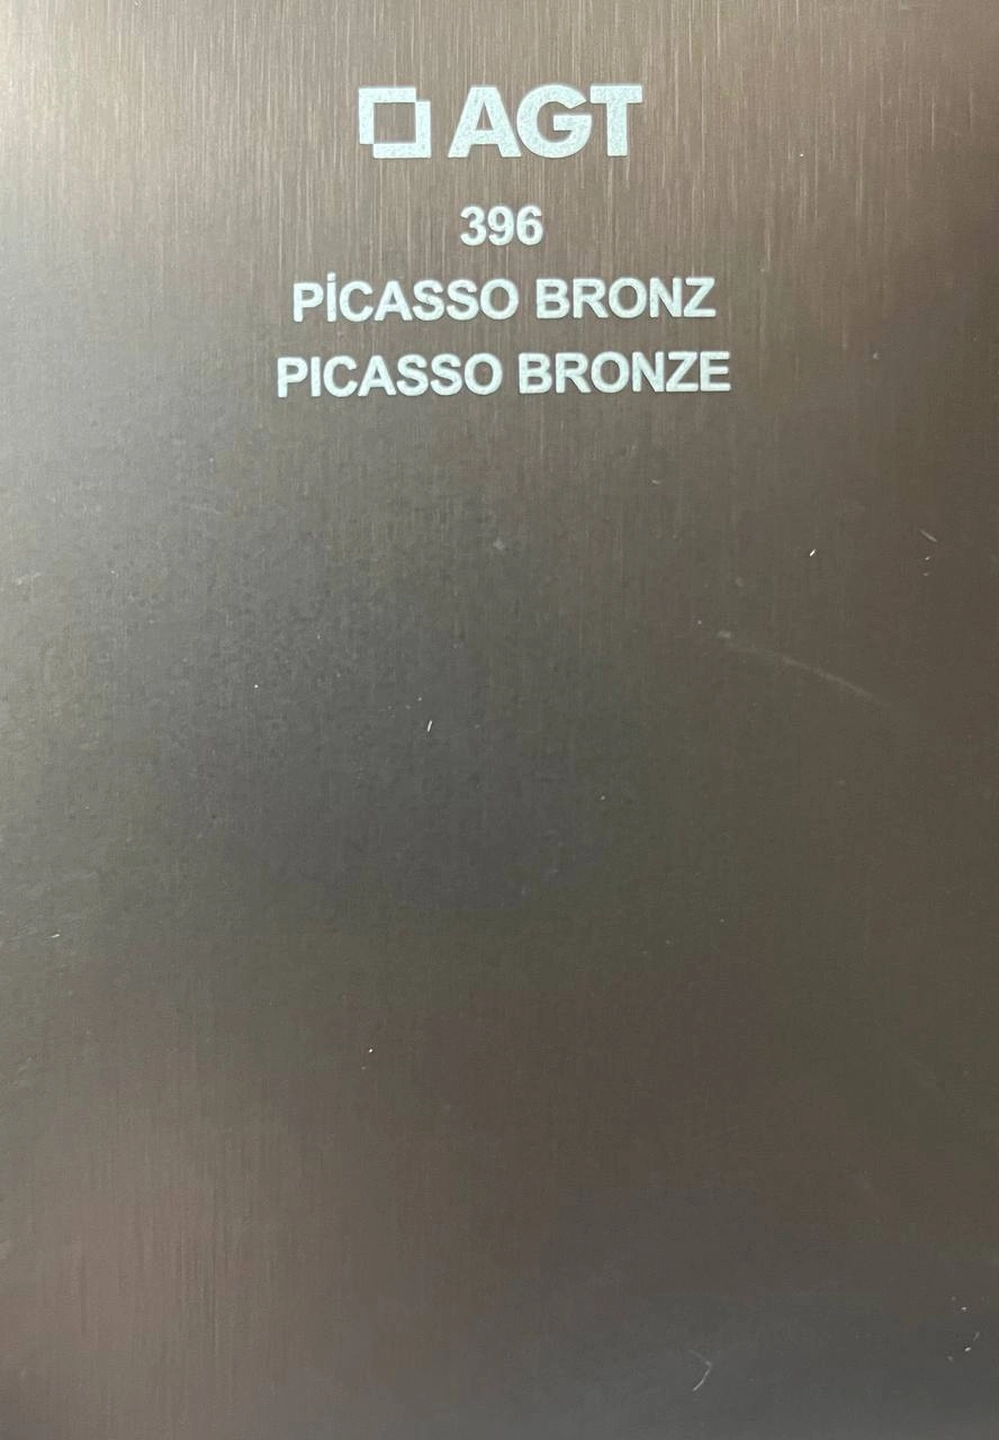 AGT
396
PİCASSO BRONZ
PICASSO BRONZE